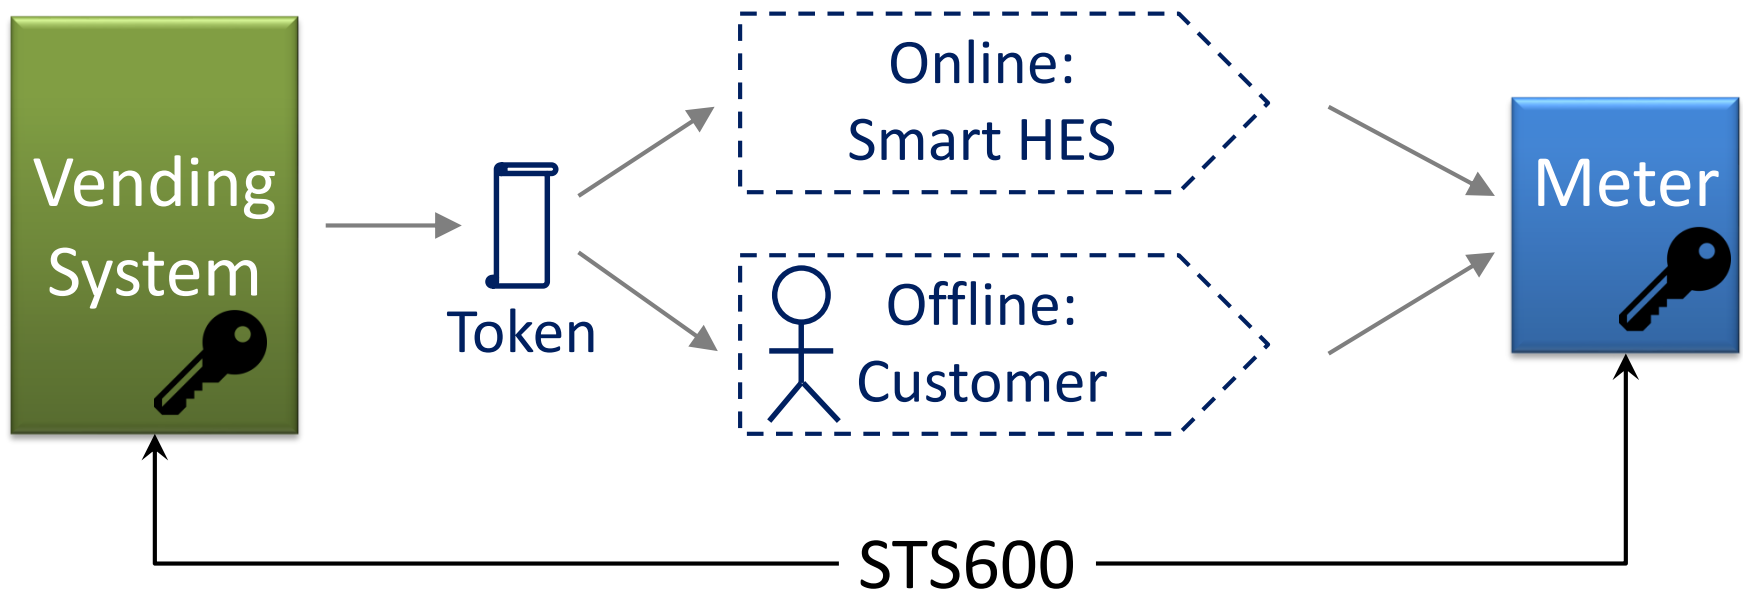 Vending
System
Token
Online:
Smart HES
Offline:
Customer
Meter
STS600